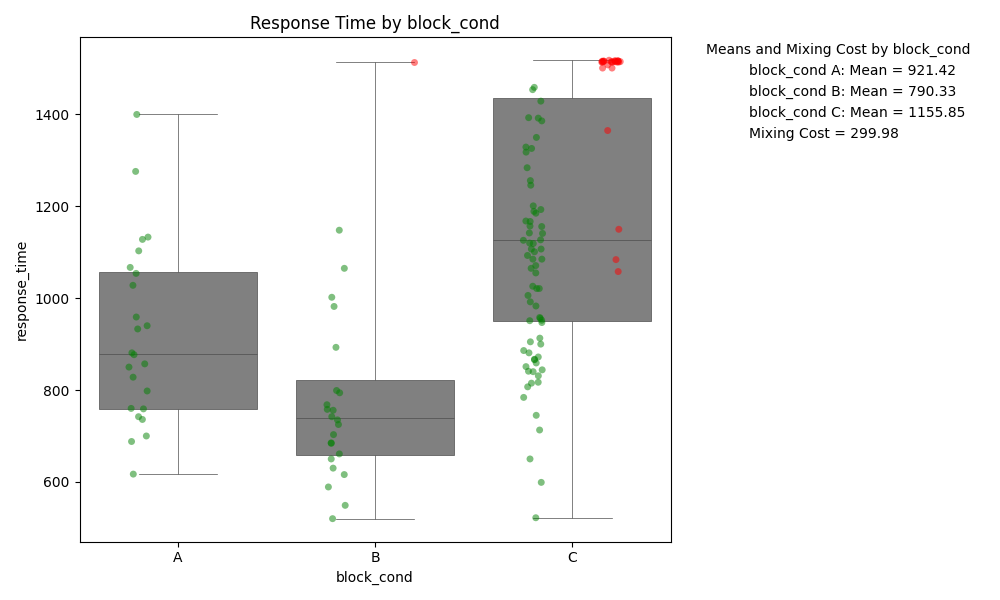 Response Time by block_cond
Means and Mixing Cost by block_cond
block_cond A: Mean = 921.42
block_cond B: Mean = 790.33
block_cond C: Mean = 1155.85
Mixing Cost = 299.98
response_time
1400
1200
1000
800
600
A
B
C
block_cond